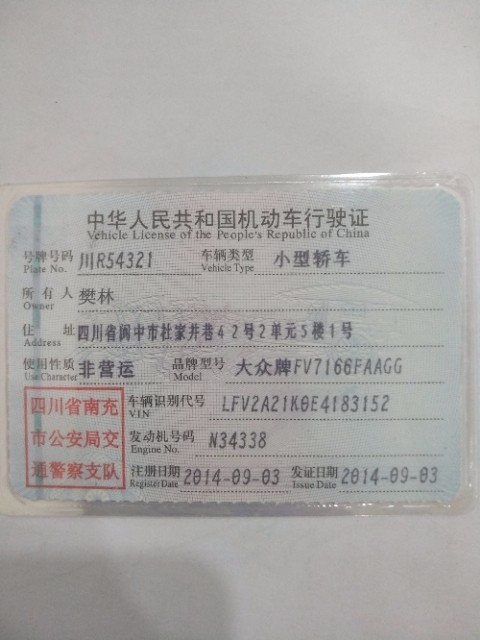 中华人民共和国机动车行驶证
Vehicle License of the People's Republic of China
号牌号码 川R54321 车辆类型 小型轿车
Plate No. Vehicle Type
所有人 樊林
Owner
住址 四川省阆中市杜家井巷42号2单元5楼1号
Address
使用性质 非营运 品牌型号 大众牌FV7166FAAGG
Use Character Model
四川省南充
市公安局交
通警察支队
车辆识别代号 LFV2A21K0E4183152
VIN
发动机号码 N34338
Engine No.
注册日期 2014-09-03 发证日期 2014-09-03
Register Date Issue Date